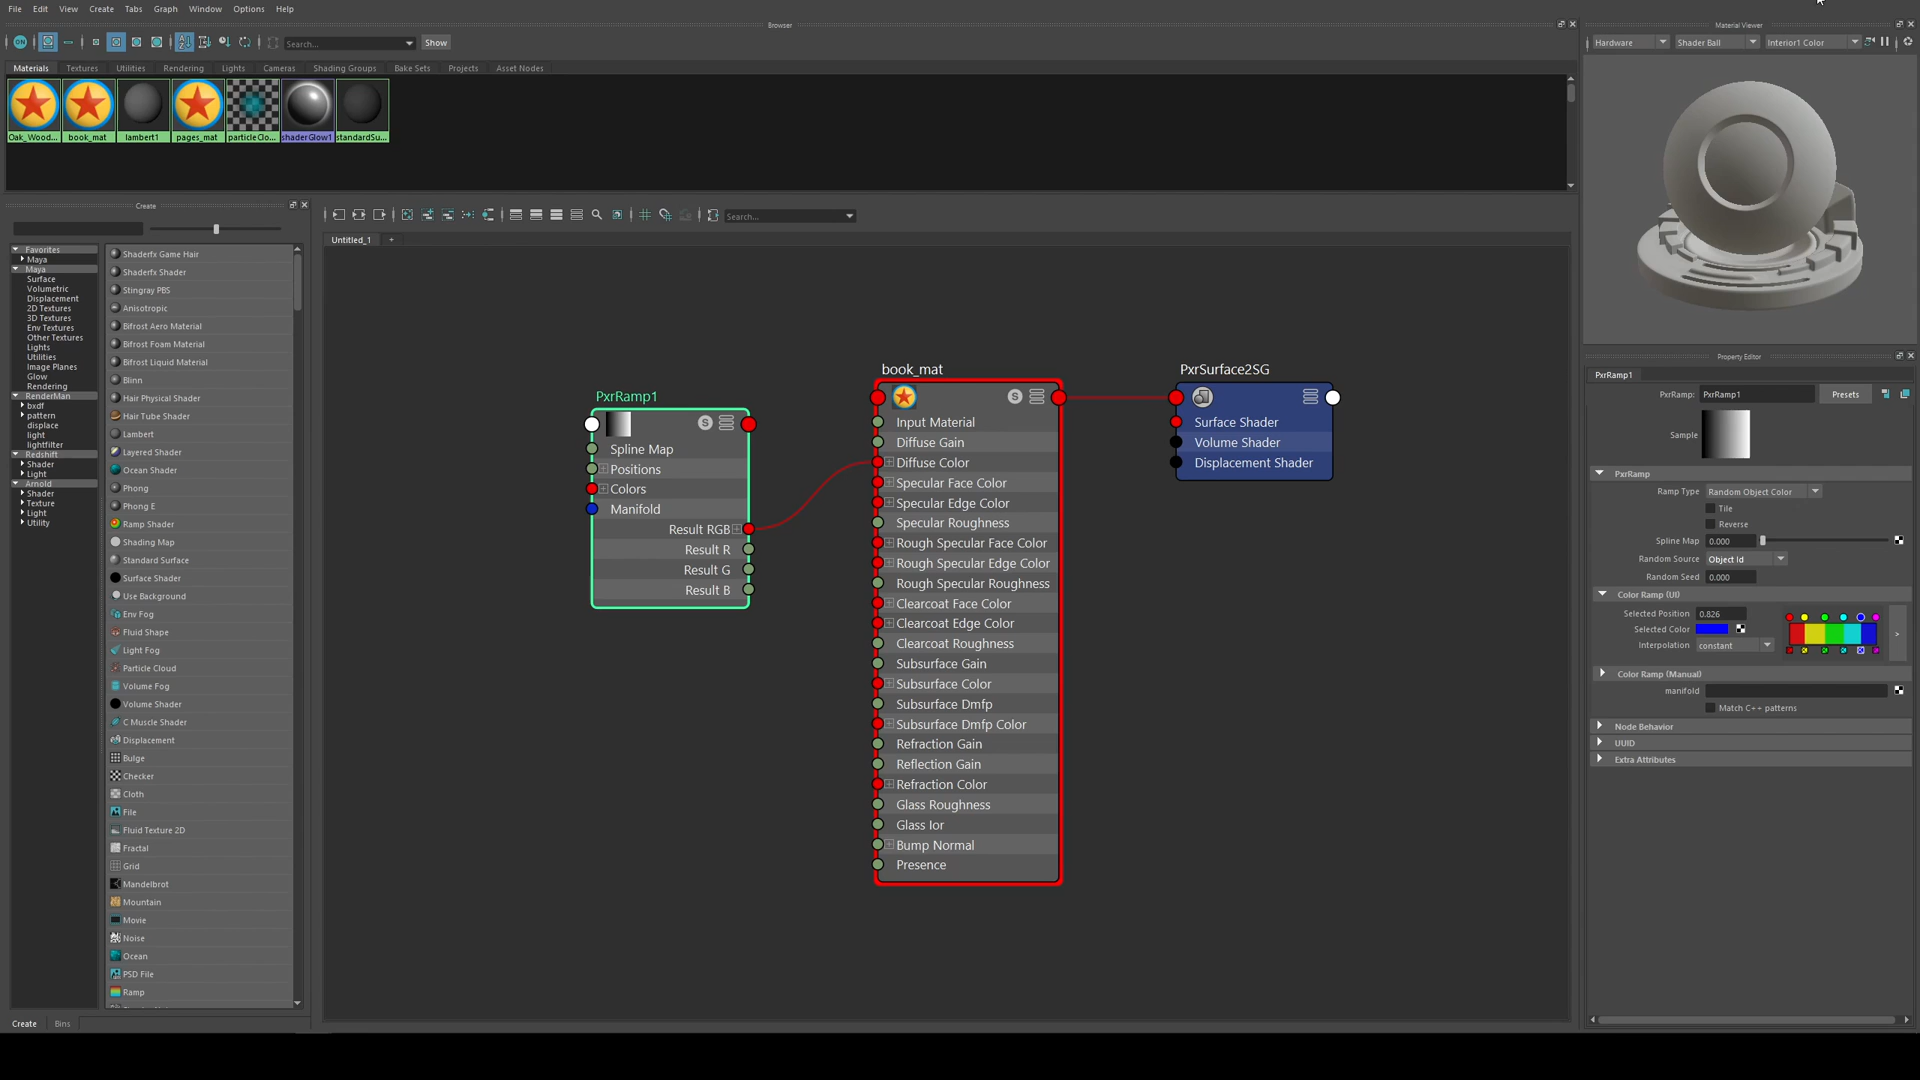 File Edit View Create Tabs Graph Window Options Help
Browser
ON Search... Show
Materials Textures Utilities Rendering Lights Cameras Shading Groups Bake Sets Projects Asset Nodes
Oak_Wood... book_mat lambert1 pages_mat particleClo... shaderGlow1 standardSu...
Create
Search...
Untitled_1 +
Favorites
Maya
Maya
Surface
Volumetric
Displacement
2D Textures
3D Textures
Env Textures
Other Textures
Lights
Utilities
Image Planes
Glow
Rendering
RenderMan
bxdf
pattern
displace
light
lightfilter
Redshift
Shader
Light
Arnold
Shader
Texture
Light
Utility
Shaderfx Game Hair
Shaderfx Shader
Stingray PBS
Anisotropic
Bifrost Aero Material
Bifrost Foam Material
Bifrost Liquid Material
Blinn
Hair Physical Shader
Hair Tube Shader
Lambert
Layered Shader
Ocean Shader
Phong
Phong E
Ramp Shader
Shading Map
Standard Surface
Surface Shader
Use Background
Env Fog
Fluid Shape
Light Fog
Particle Cloud
Volume Fog
Volume Shader
C Muscle Shader
Displacement
Bulge
Checker
Cloth
File
Fluid Texture 2D
Fractal
Grid
Mandelbrot
Mountain
Movie
Noise
Ocean
PSD File
Ramp
Create Bins
PxrRamp1
S
Spline Map
Positions
Colors
Manifold
Result RGB
Result R
Result G
Result B
book_mat
S
Input Material
Diffuse Gain
Diffuse Color
Specular Face Color
Specular Edge Color
Specular Roughness
Rough Specular Face Color
Rough Specular Edge Color
Rough Specular Roughness
Clearcoat Face Color
Clearcoat Edge Color
Clearcoat Roughness
Subsurface Gain
Subsurface Color
Subsurface Dmfp
Subsurface Dmfp Color
Refraction Gain
Reflection Gain
Refraction Color
Glass Roughness
Glass Ior
Bump Normal
Presence
PxrSurface2SG
Surface Shader
Volume Shader
Displacement Shader
Material Viewer
Hardware Shader Ball Interior1 Color
Property Editor
PxrRamp1
PxrRamp: PxrRamp1 Presets
Sample
PxrRamp
Ramp Type Random Object Color
Tile
Reverse
Spline Map 0.000
Random Source Object Id
Random Seed 0.000
Color Ramp (UI)
Selected Position 0.826
Selected Color
Interpolation constant
>
Color Ramp (Manual)
manifold
Match C++ patterns
Node Behavior
UUID
Extra Attributes